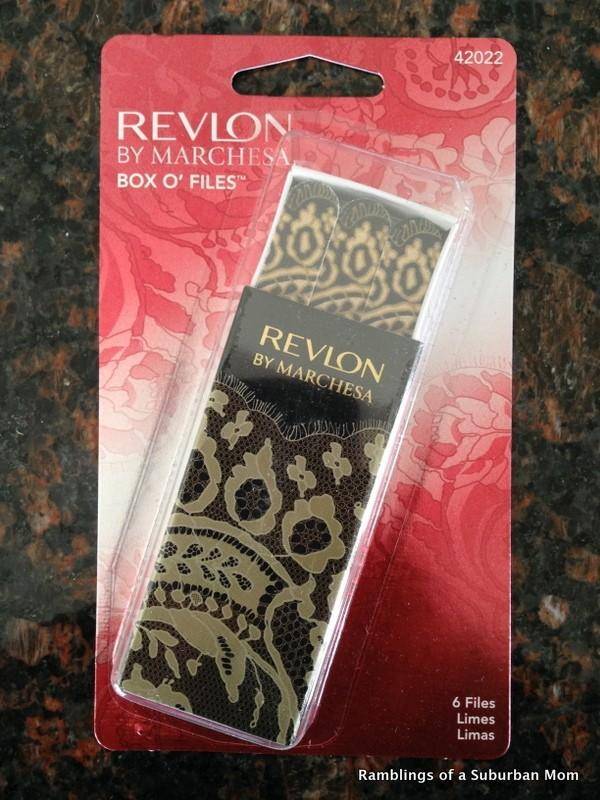 42022
REVLON
BY MARCHESA
BOX O' FILES™
REVLON
BY MARCHESA
6 Files
Limes
Limas
Ramblings of a Suburban Mom